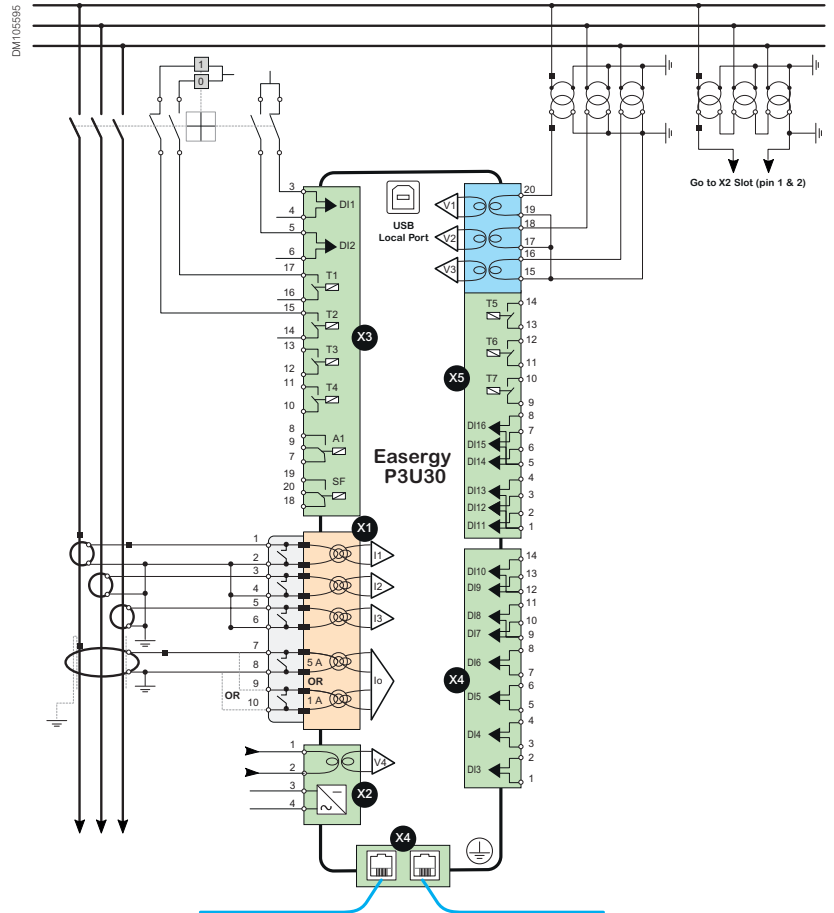 DM105595
1
0
Go to X2 Slot (pin 1 & 2)
USB
Local Port
3
4
5
6
17
16
15
14
13
12
11
10
8
9
7
19
20
18
DI1
DI2
T1
T2
T3
T4
A1
SF
X3
V1
V2
V3
20
19
18
17
16
15
T5
T6
T7
14
13
12
11
10
9
8
7
6
5
4
3
2
1
DI16
DI15
DI14
DI13
DI12
DI11
X5
Easergy
P3U30
X1
1
2
3
4
5
6
7
8
9
10
I1
I2
I3
Io
5 A
OR
1 A
OR
X4
DI10
DI9
DI8
DI7
DI6
DI5
DI4
DI3
14
13
12
11
10
9
8
7
6
5
4
3
2
1
1
2
3
4
V4
X2
X4